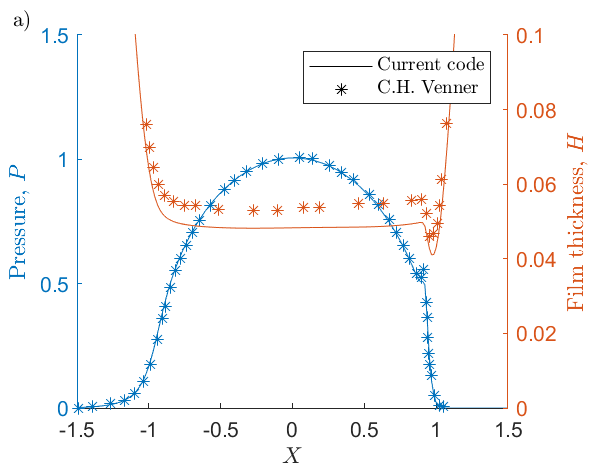 a)
Current code
C.H. Venner
Pressure, P
Film thickness, H
1.5
1
0.5
0
0.1
0.08
0.06
0.04
0.02
0
-1.5 -1 -0.5 0 0.5 1 1.5
X